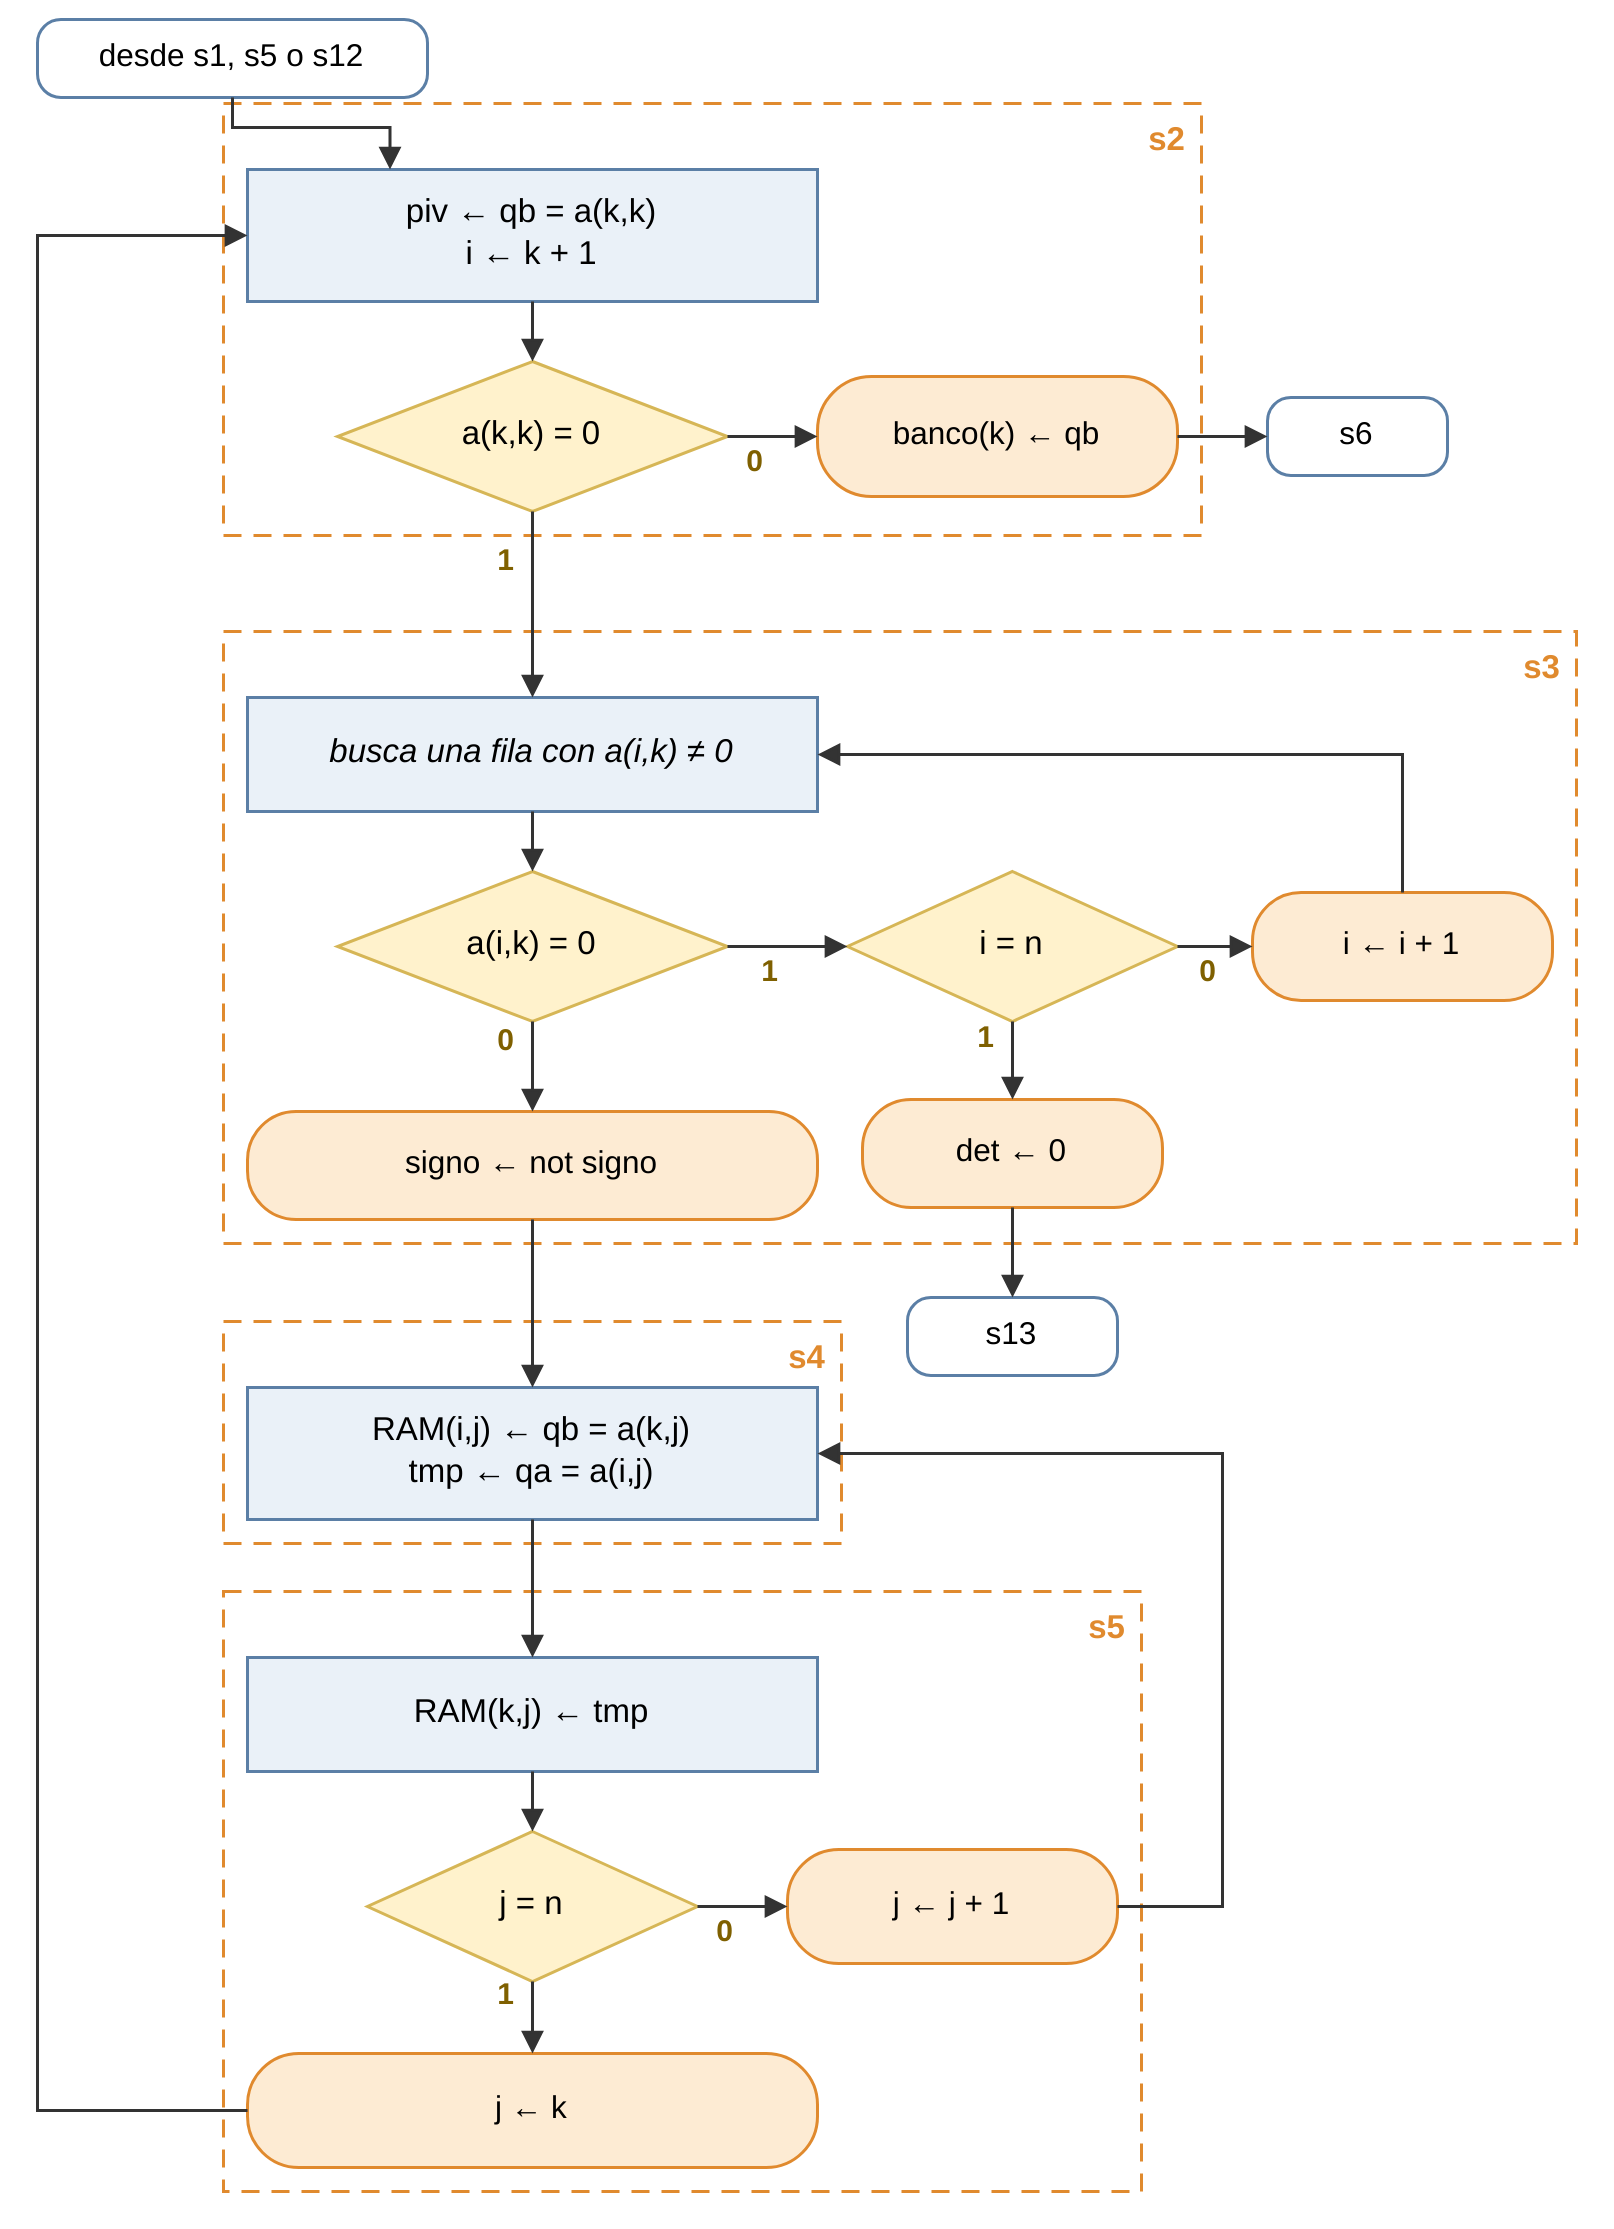 desde s1, s5 o s12
s2
piv ← qb = a(k,k)
i ← k + 1
a(k,k) = 0
0
banco(k) ← qb
s6
1
s3
busca una fila con a(i,k) ≠ 0
a(i,k) = 0
1
i = n
0
i ← i + 1
0
1
signo ← not signo
det ← 0
s13
s4
RAM(i,j) ← qb = a(k,j)
tmp ← qa = a(i,j)
s5
RAM(k,j) ← tmp
j = n
0
j ← j + 1
1
j ← k